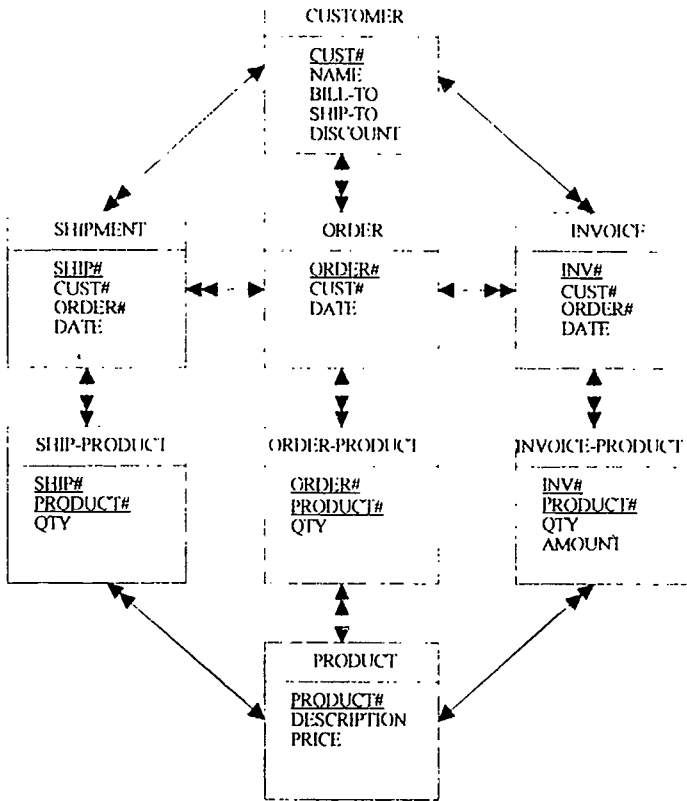 CUSTOMER
CUST#
NAME
BILL-TO
SHIP-TO
DISCOUNT
SHIPMENT
SHIP#
CUST#
ORDER#
DATE
ORDER
ORDER#
CUST#
DATE
INVOICE
INV#
CUST#
ORDER#
DATE
SHIP-PRODUCT
SHIP#
PRODUCT#
QTY
ORDER-PRODUCT
ORDER#
PRODUCT#
QTY
INVOICE-PRODUCT
INV#
PRODUCT#
QTY
AMOUNT
PRODUCT
PRODUCT#
DESCRIPTION
PRICE